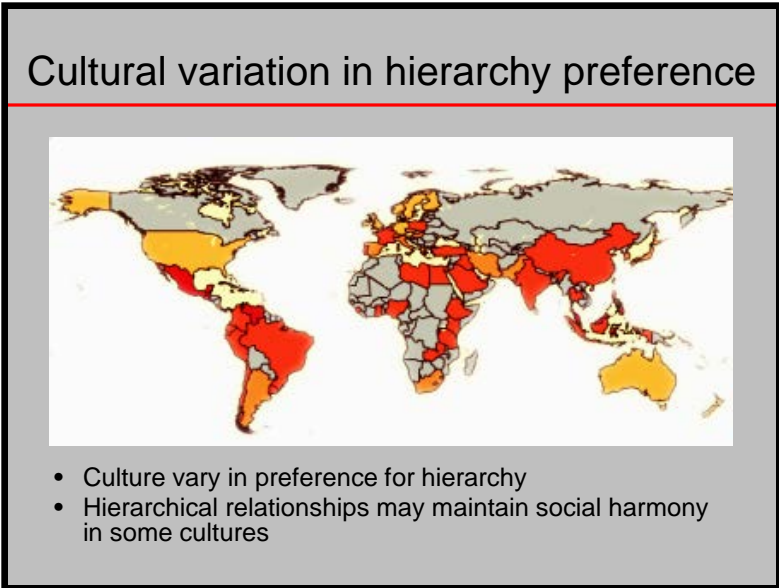 Cultural variation in hierarchy preference
• Culture vary in preference for hierarchy
• Hierarchical relationships may maintain social harmony
in some cultures